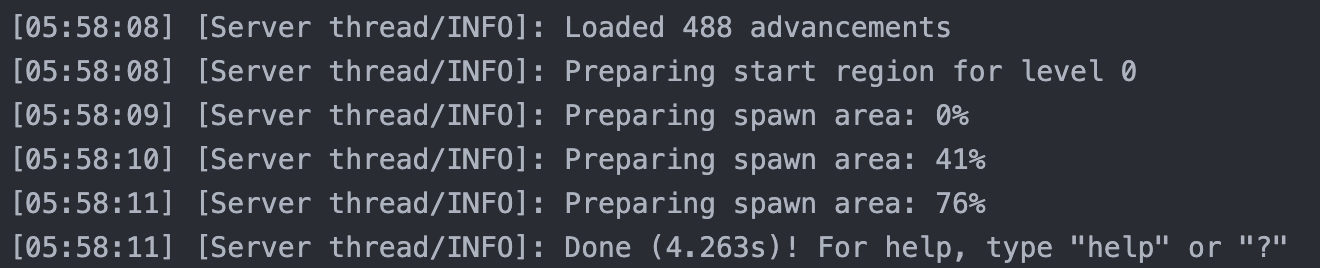 [05:58:08] [Server thread/INFO]: Loaded 488 advancements
[05:58:08] [Server thread/INFO]: Preparing start region for level 0
[05:58:09] [Server thread/INFO]: Preparing spawn area: 0%
[05:58:10] [Server thread/INFO]: Preparing spawn area: 41%
[05:58:11] [Server thread/INFO]: Preparing spawn area: 76%
[05:58:11] [Server thread/INFO]: Done (4.263s)! For help, type "help" or "?"